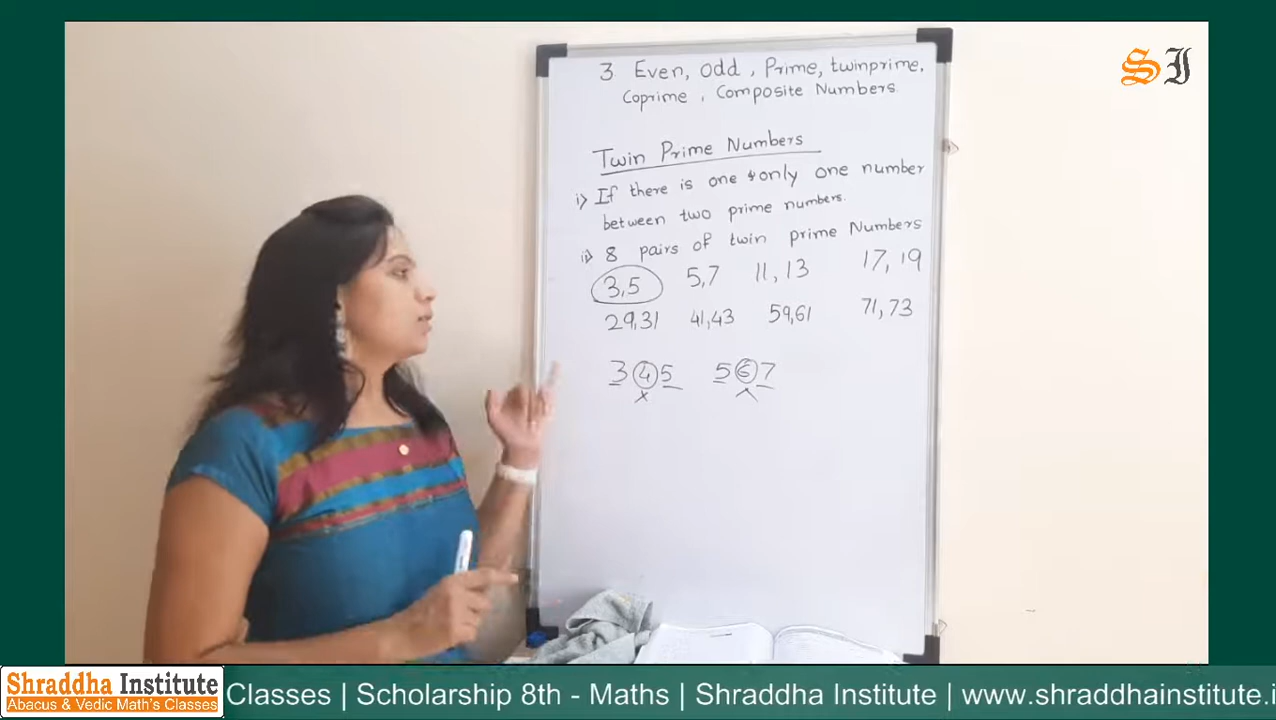 SI
3 Even, odd, Prime, twinprime,
Coprime, Composite Numbers.
Twin Prime Numbers
i) If there is one & only one number
between two prime numbers.
ii) 8 pairs of twin prime Numbers
3,5 5,7 11,13 17,19
29,31 41,43 59,61 71,73
3 4 5 5 6 7
x x
Shraddha Institute
Abacus & Vedic Math's Classes
Classes | Scholarship 8th - Maths | Shraddha Institute | www.shraddhainstitute.i